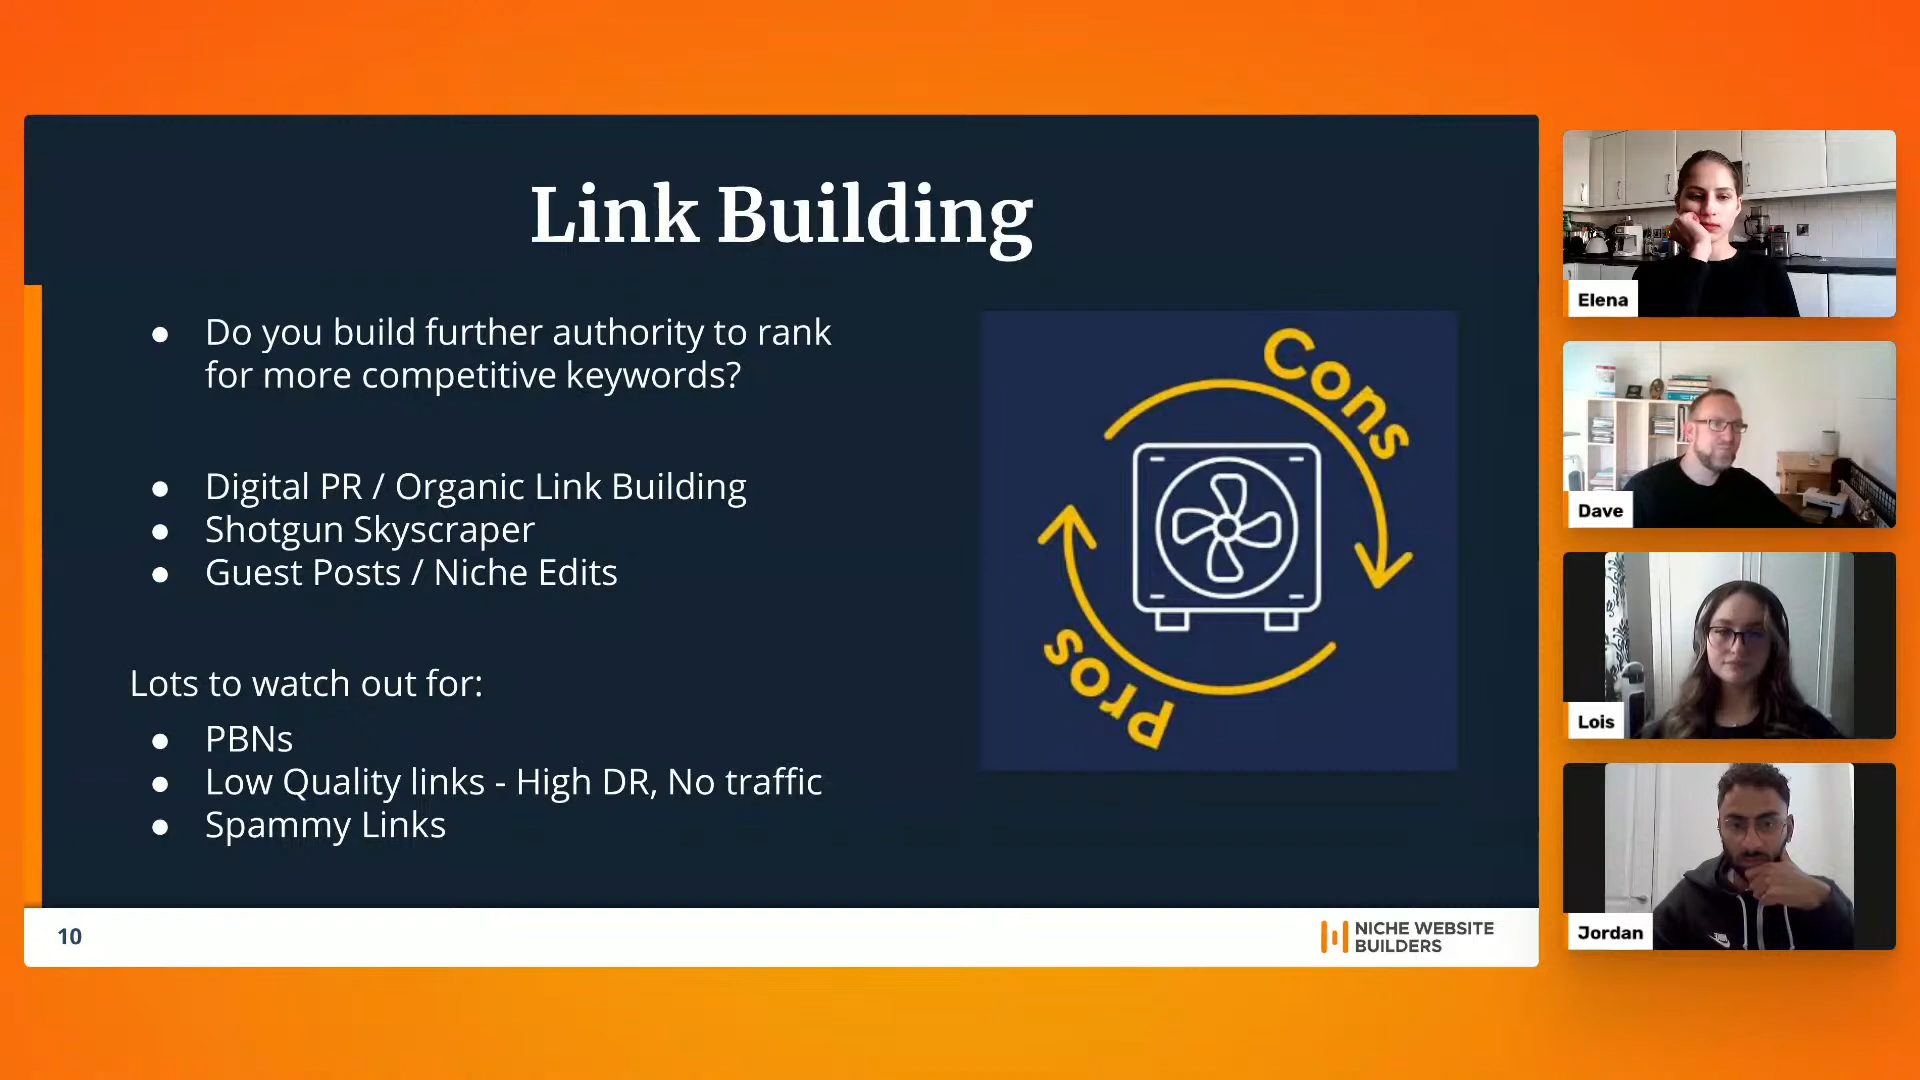 Link Building
● Do you build further authority to rank
for more competitive keywords?
● Digital PR / Organic Link Building
● Shotgun Skyscraper
● Guest Posts / Niche Edits
Lots to watch out for:
● PBNs
● Low Quality links - High DR, No traffic
● Spammy Links
Cons
Pros
10
NICHE WEBSITE
BUILDERS
Elena
Dave
Lois
Jordan